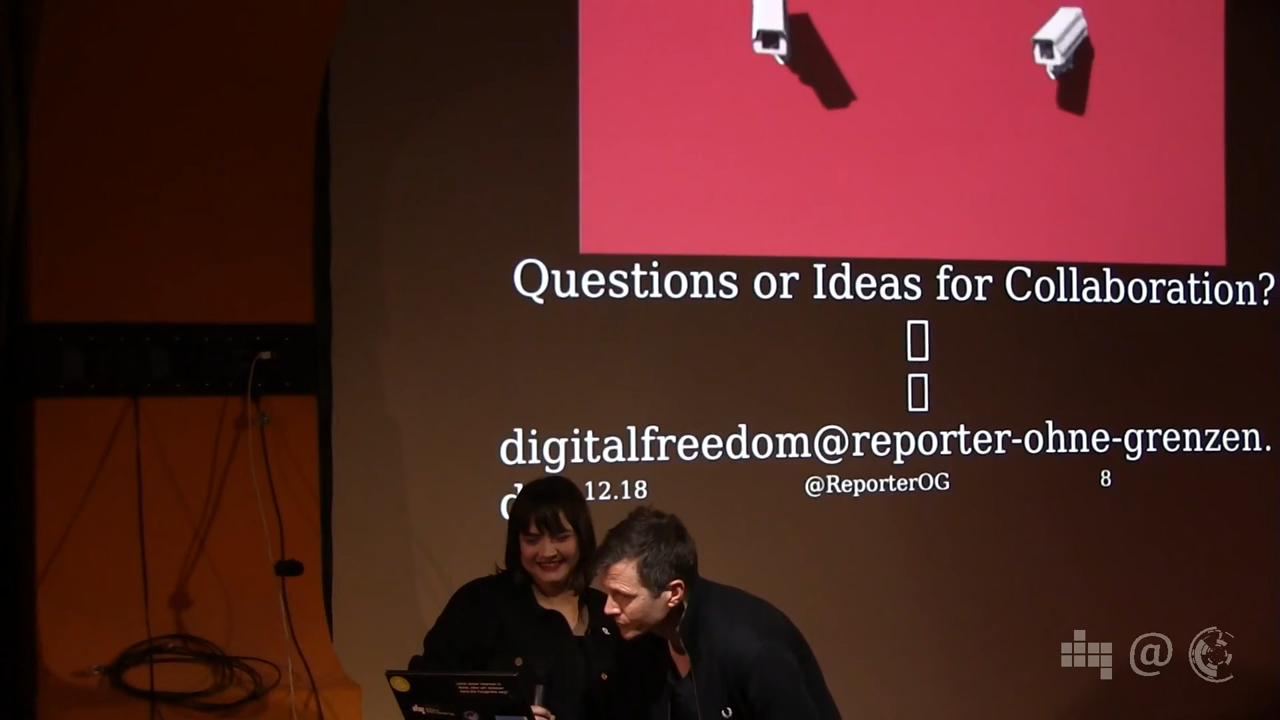 Questions or Ideas for Collaboration?
digitalfreedom@reporter-ohne-grenzen.
12.18
@ReporterOG
8
@